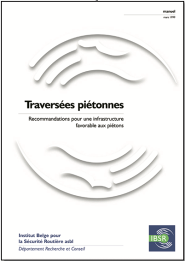 manuel
Traversées piétonnes
Recommandations pour une infrastructure
favorable aux piétons
Institut Belge pour
la Sécurité Routière asbl
Département Recherche et Conseil
IBSR